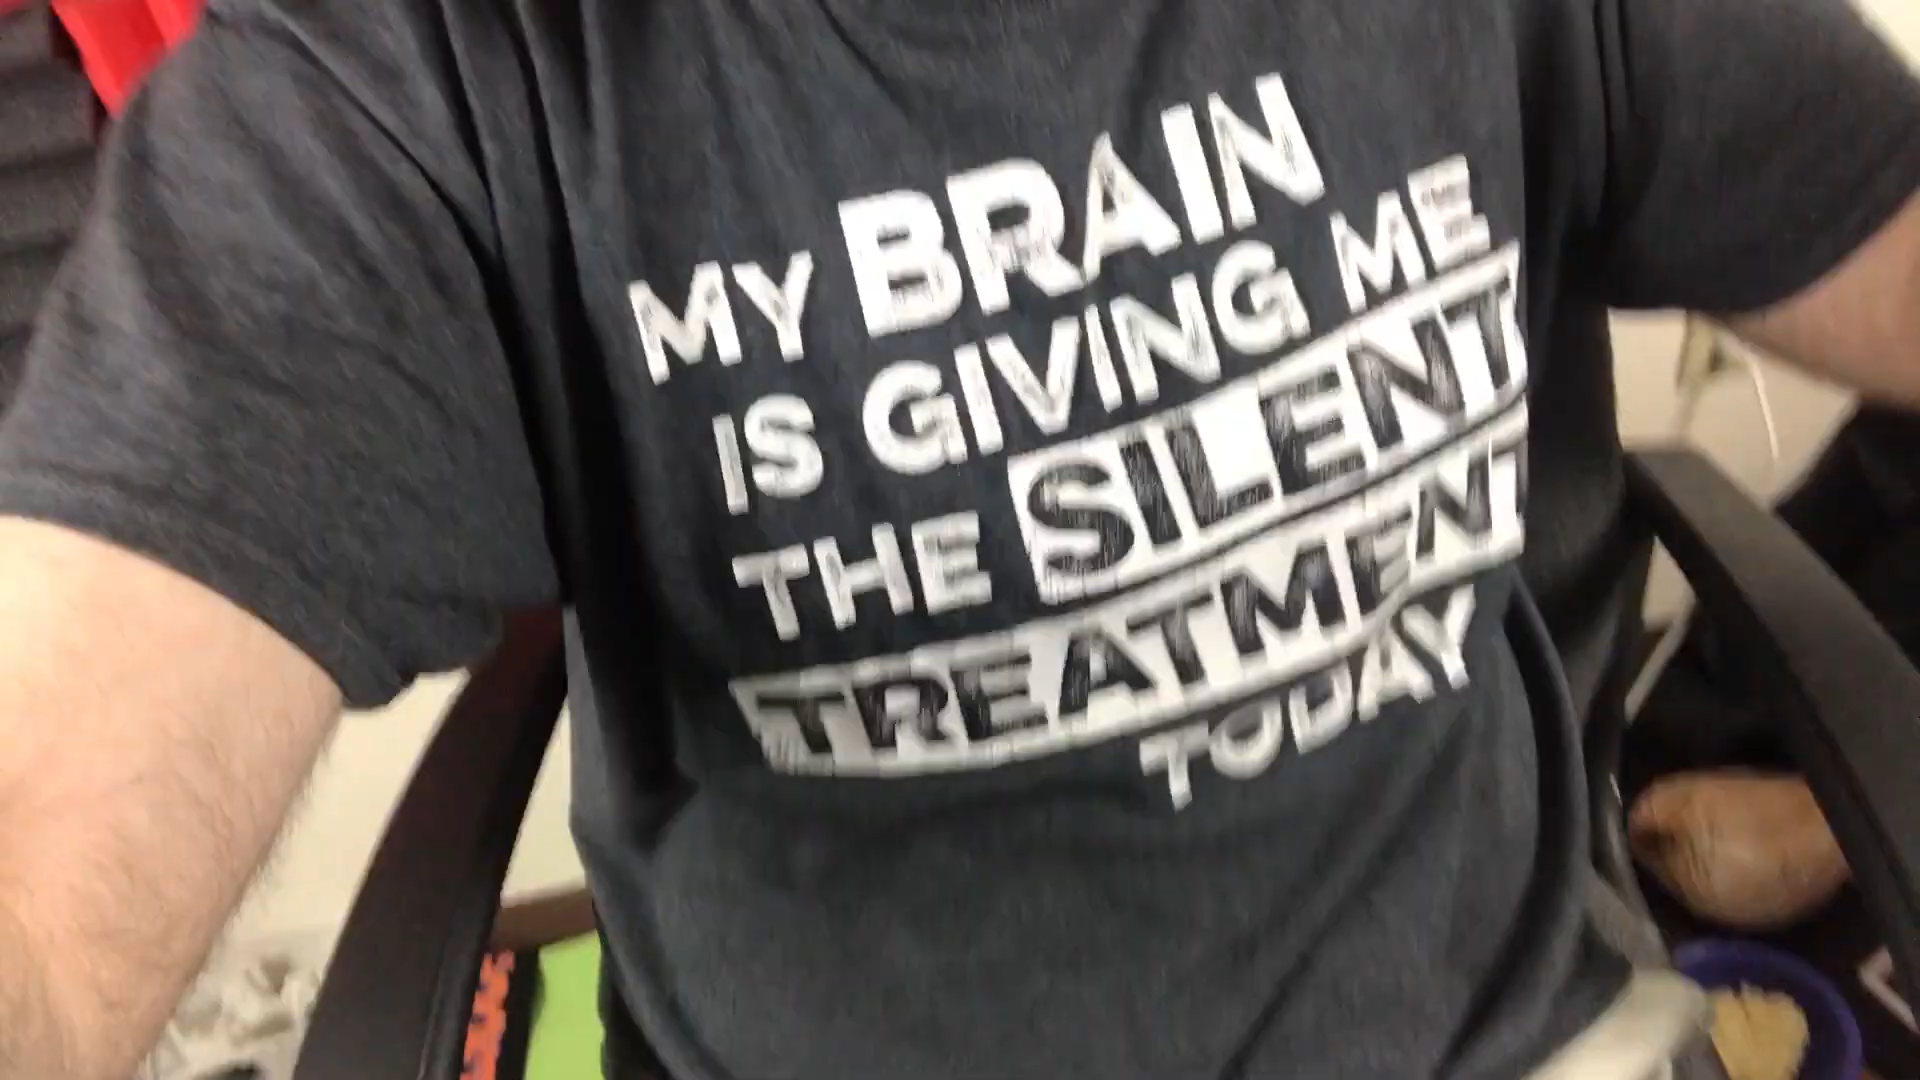 MY BRAIN
IS GIVING ME
THE SILENT
TREATMENT
TODAY